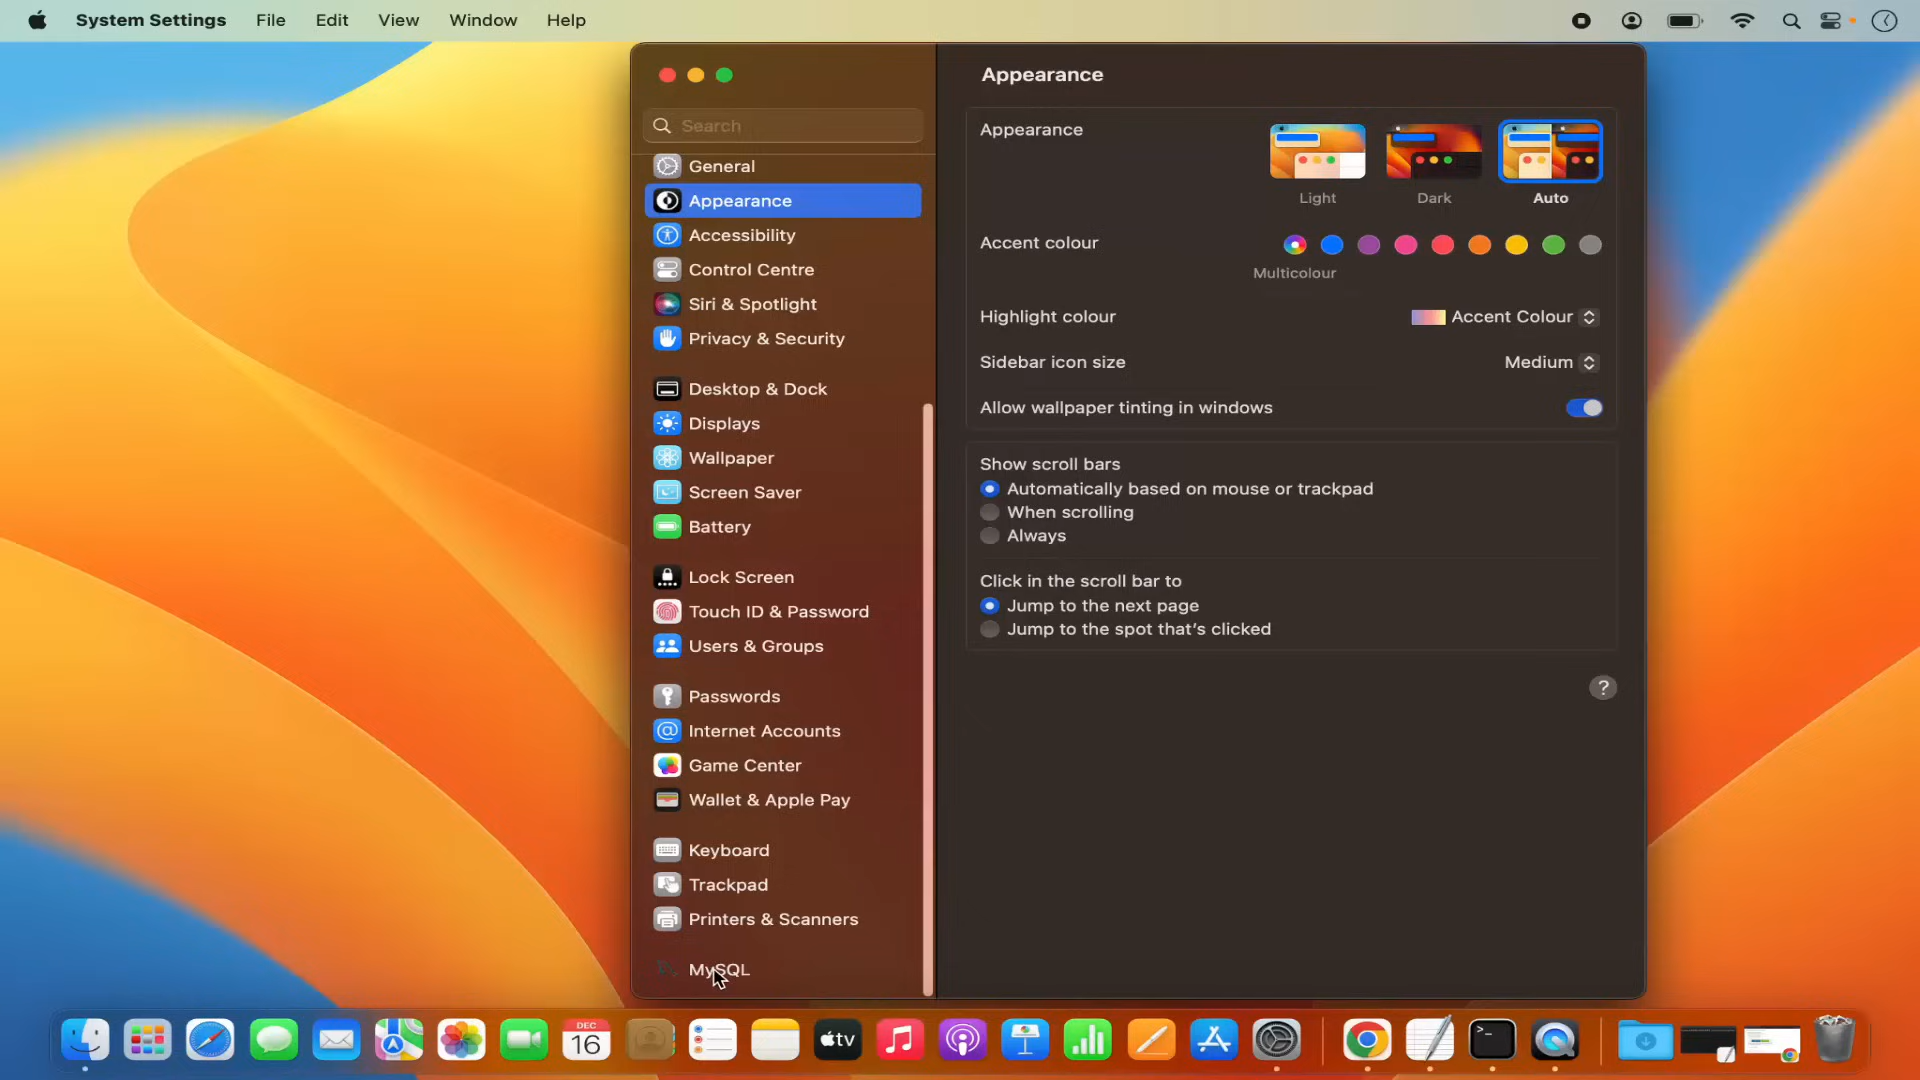 System Settings File Edit View Window Help
Search
General
Appearance
Accessibility
Control Centre
Siri & Spotlight
Privacy & Security
Desktop & Dock
Displays
Wallpaper
Screen Saver
Battery
Lock Screen
Touch ID & Password
Users & Groups
Passwords
Internet Accounts
Game Center
Wallet & Apple Pay
Keyboard
Trackpad
Printers & Scanners
MySQL
Appearance
Appearance
Light Dark Auto
Accent colour
Multicolour
Highlight colour Accent Colour
Sidebar icon size Medium
Allow wallpaper tinting in windows
Show scroll bars
Automatically based on mouse or trackpad
When scrolling
Always
Click in the scroll bar to
Jump to the next page
Jump to the spot that's clicked
?
DEC
16
tv
>_